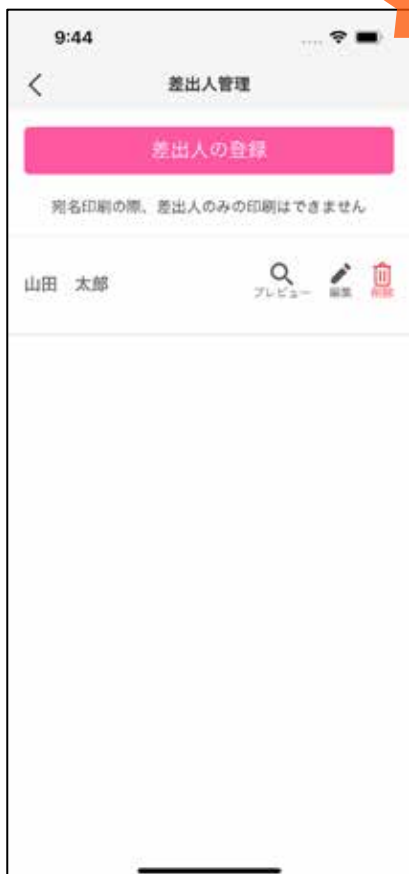 9:44
差出人管理
差出人の登録
宛名印刷の際、差出人のみの印刷はできません
山田　太郎
プレビュー 編集 削除